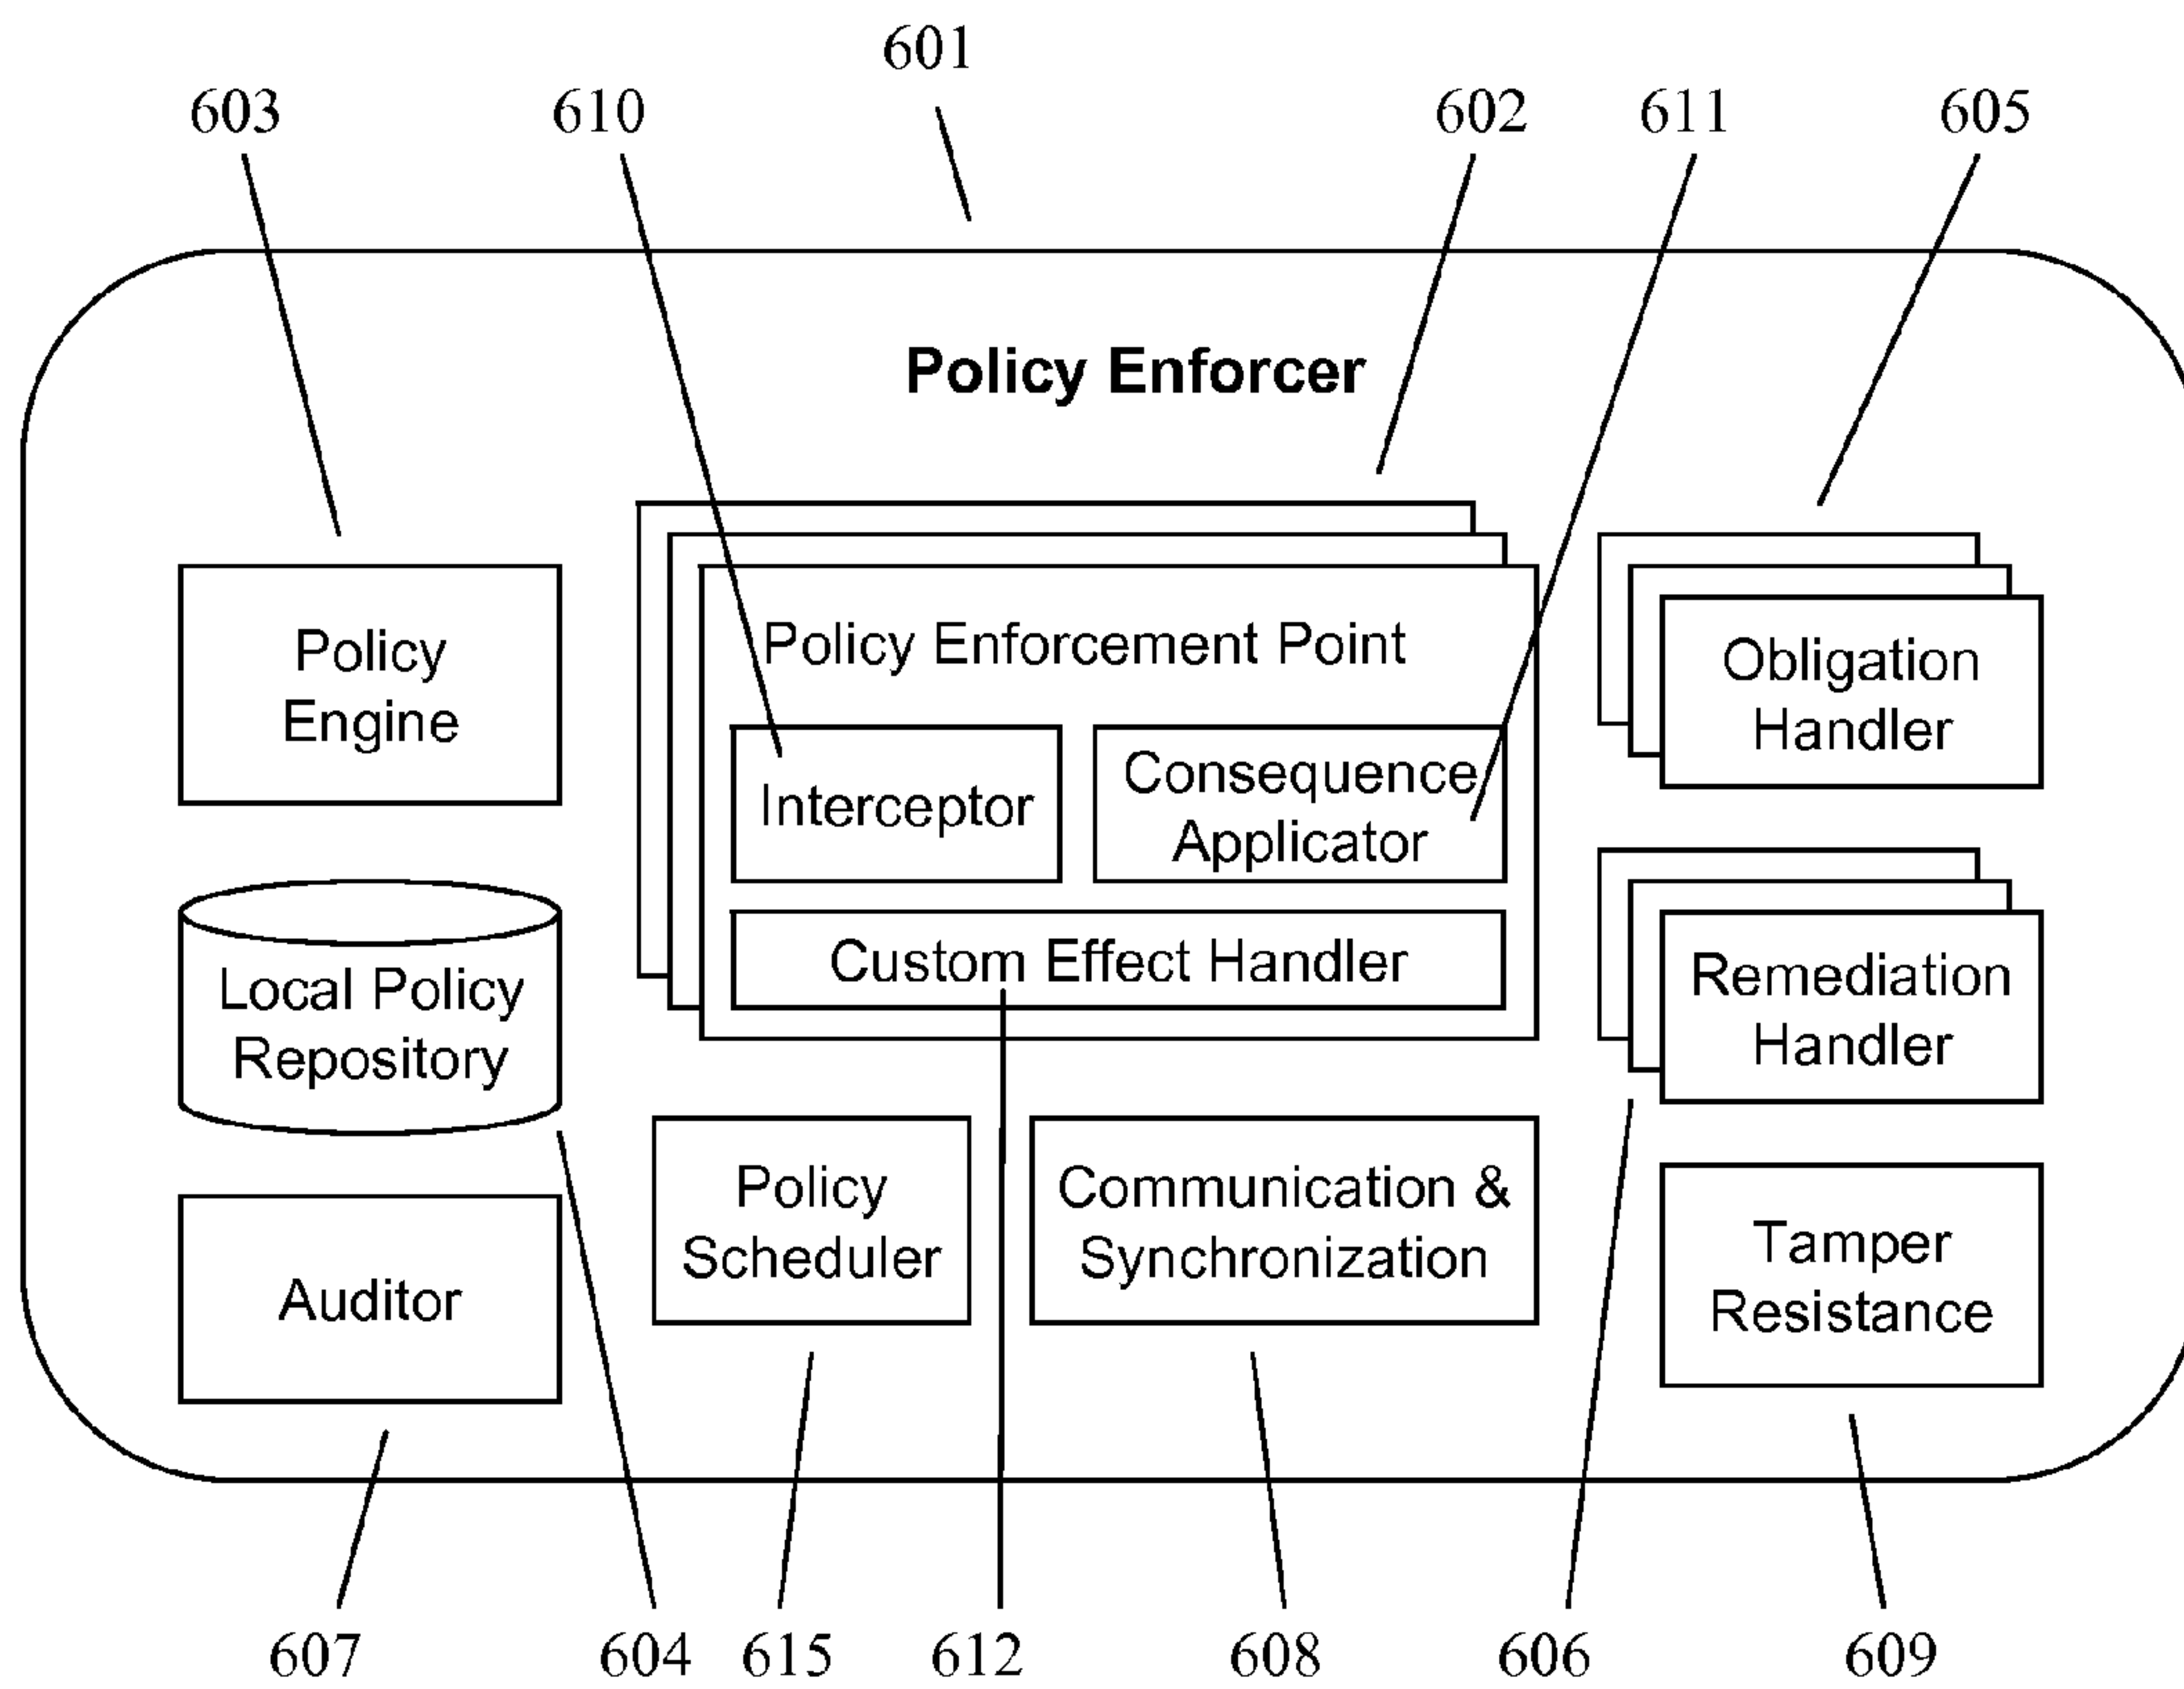 601
603 610 602 611 605
Policy Enforcer
Policy Enforcement Point
Policy
Engine
Obligation
Handler
Interceptor
Consequence
Applicator
Custom Effect Handler
Local Policy
Repository
Remediation
Handler
Policy
Scheduler
Communication &
Synchronization
Tamper
Resistance
Auditor
607 604 615 612 608 606 609